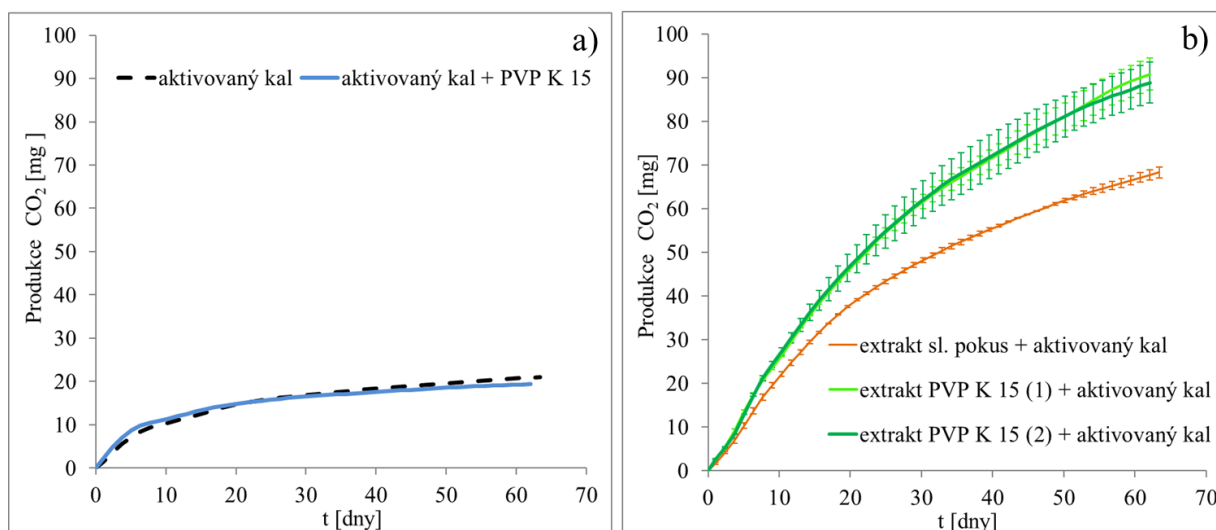 a)
100
90
80
70
60
50
40
30
20
10
0
Produkce CO₂ [mg]
aktivovaný kal
aktivovaný kal + PVP K 15
0 10 20 30 40 50 60 70
t [dny]
b)
100
90
80
70
60
50
40
30
20
10
0
Produkce CO₂ [mg]
extrakt sl. pokus + aktivovaný kal
extrakt PVP K 15 (1) + aktivovaný kal
extrakt PVP K 15 (2) + aktivovaný kal
0 10 20 30 40 50 60 70
t [dny]